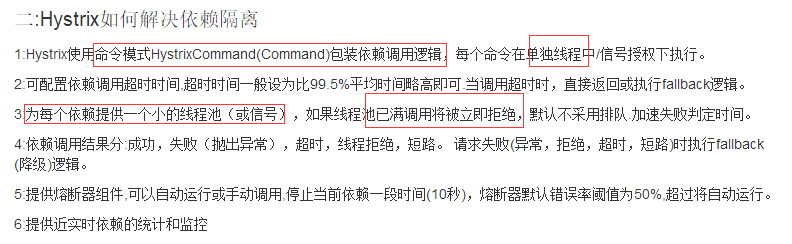 二:Hystrix如何解决依赖隔离
1:Hystrix使用命令模式HystrixCommand(Command)包装依赖调用逻辑，每个命令在单独线程中/信号授权下执行。
2:可配置依赖调用超时时间,超时时间一般设为比99.5%平均时间略高即可.当调用超时时，直接返回或执行fallback逻辑。
3:为每个依赖提供一个小的线程池（或信号），如果线程池已满调用将被立即拒绝，默认不采用排队.加速失败判定时间。
4:依赖调用结果分:成功，失败（抛出异常），超时，线程拒绝，短路。 请求失败(异常，拒绝，超时，短路)时执行fallback
(降级)逻辑。
5:提供熔断器组件,可以自动运行或手动调用,停止当前依赖一段时间(10秒)，熔断器默认错误率阈值为50%,超过将自动运行。
6:提供近实时依赖的统计和监控